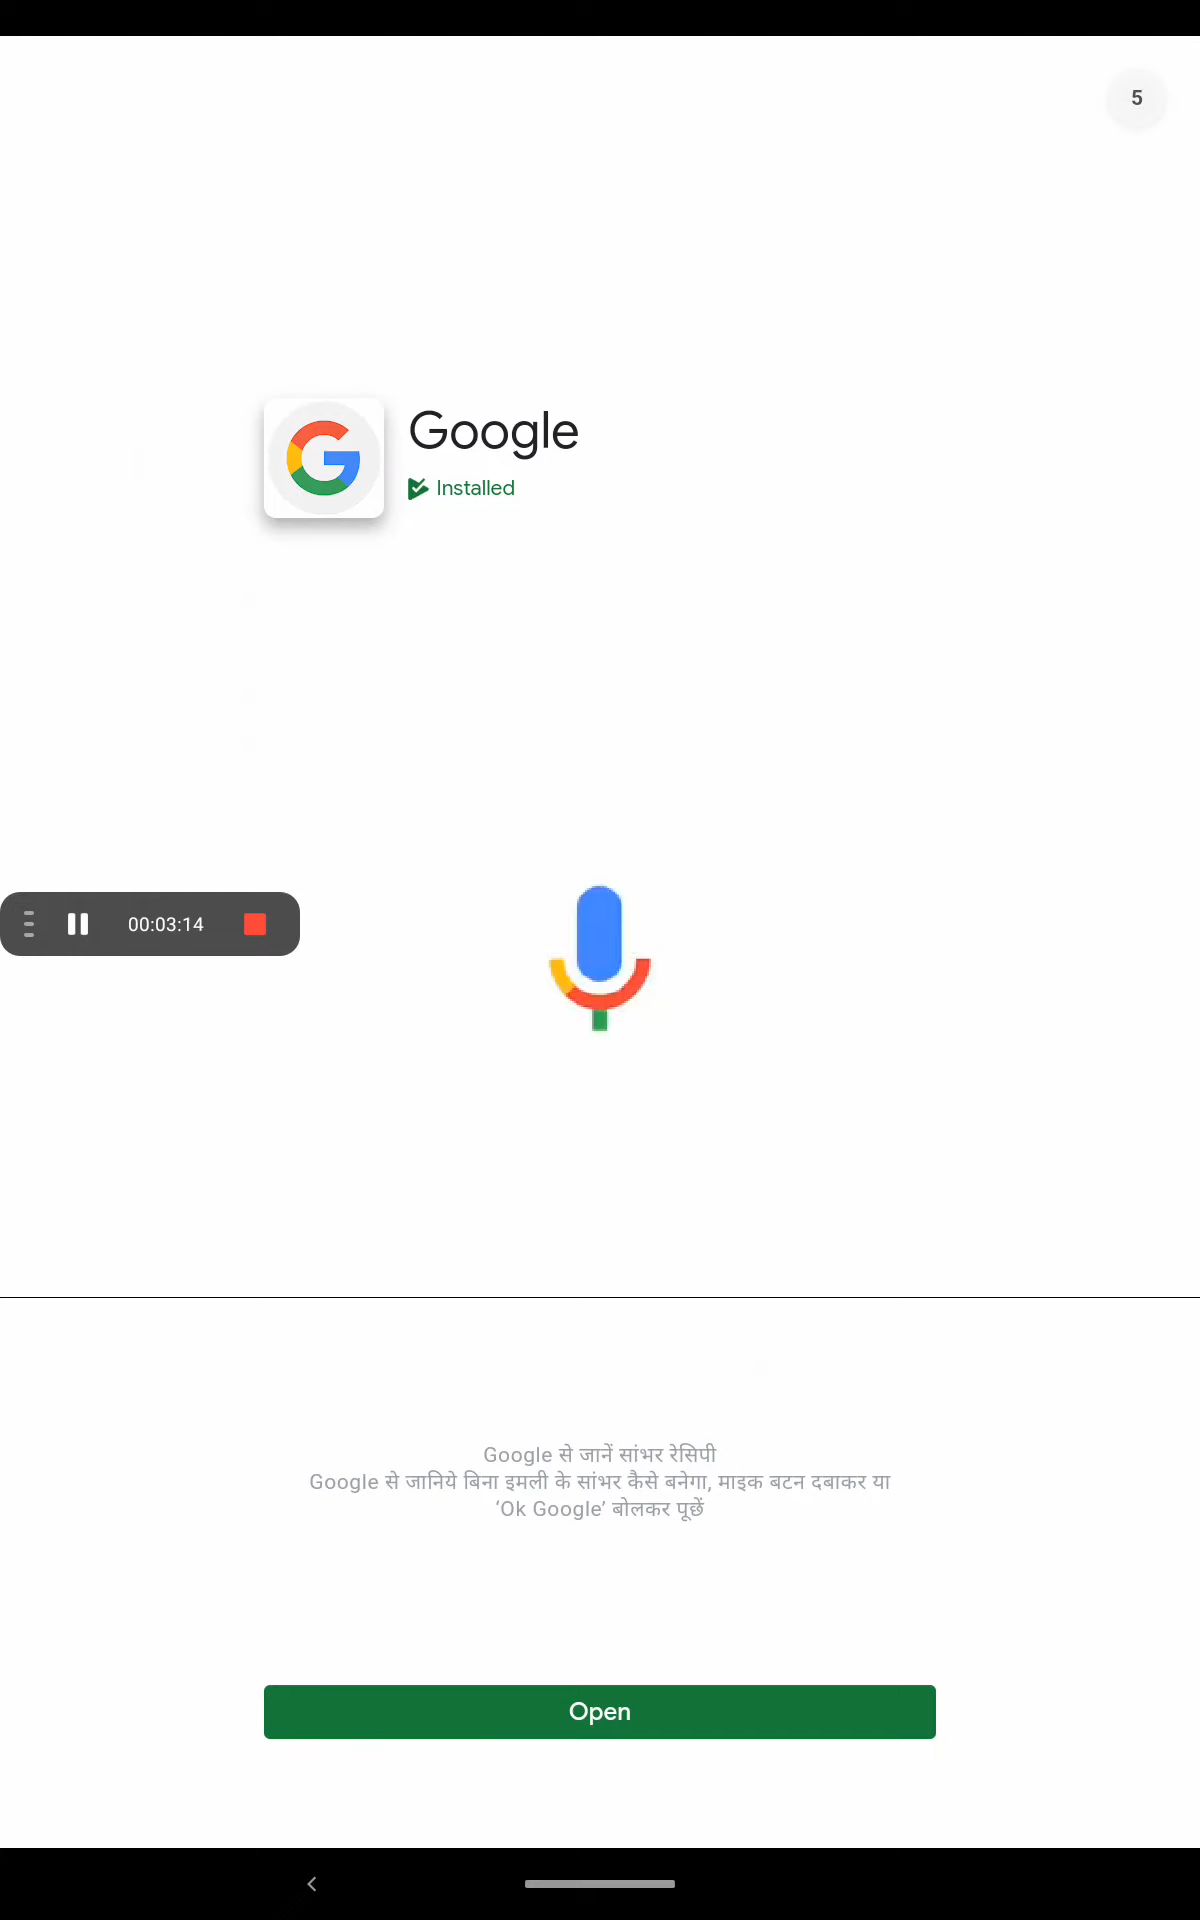 5
Google
Installed
00:03:14
Google से जानें सांभर रेसिपी
Google से जानिये बिना इमली के सांभर कैसे बनेगा, माइक बटन दबाकर या
‘Ok Google’ बोलकर पूछें
Open